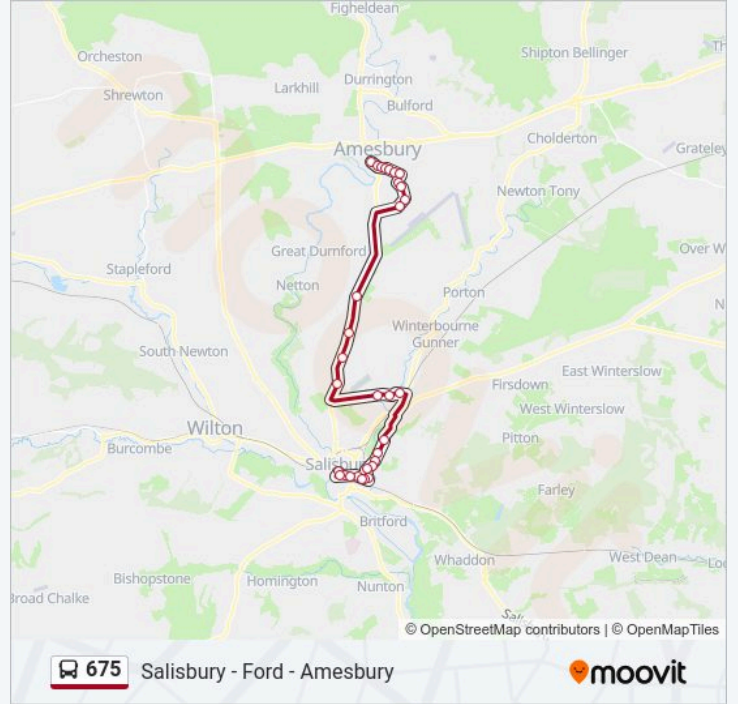 Figheldean
Orcheston
Shipton Bellinger
Th
Durrington
Larkhill
Shrewton
Bulford
Cholderton
Amesbury
Grateley
Newton Tony
Great Durnford
Over W
Stapleford
Netton
Porton
N
Winterbourne
Gunner
South Newton
East Winterslow
Firsdown
West Winterslow
Wilton
Pitton
Burcombe
Salisbury
Farley
Britford
Whaddon
West Dean
Loc
Bishopstone
Homington
Nunton
Broad Chalke
© OpenStreetMap contributors | © OpenMapTiles
675 Salisbury - Ford - Amesbury
moovit